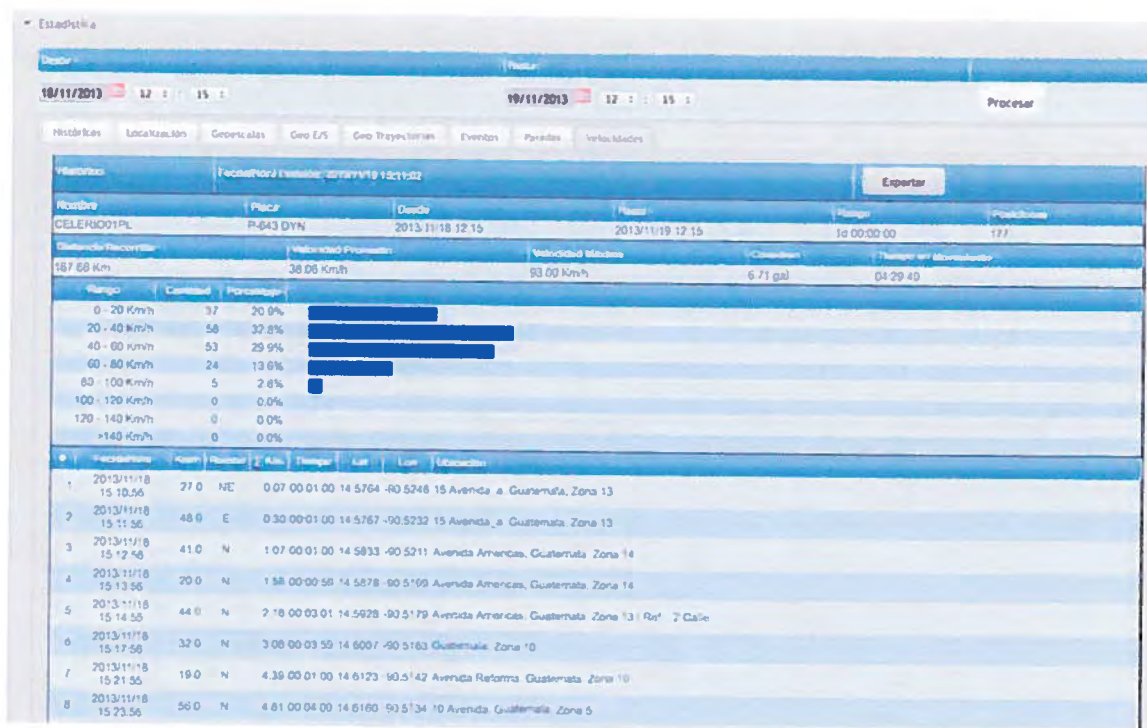 Desde Hasta
18/11/2013 12 : 15 : 19/11/2013 12 : 15 : Procesar
Históricos Localización Geoescalas Geo E/S Geo Trayectorias Eventos Paradas Velocidades
Histórico Exportar
Nombre Placa Desde Hasta Rango Posiciones
CELERIO01PL P-643 DYN 2013/11/18 12:15 2013/11/19 12:15 1d 00:00:00 177
Distancia Recorrida Velocidad Promedio Velocidad Máxima Tiempo en Movimiento
167.68 Km 38.06 Km/h 93.00 Km/h 6.71 gal 04:29:40
Rango Cantidad Porcentaje
0 - 20 Km/h 37 20.9%
20 - 40 Km/h 58 32.8%
40 - 60 Km/h 53 29.9%
60 - 80 Km/h 24 13.6%
80 - 100 Km/h 5 2.8%
100 - 120 Km/h 0 0.0%
120 - 140 Km/h 0 0.0%
>140 Km/h 0 0.0%
# Km/h Tiempo Lat Lon Ubicación
2013/11/18
1 27.0 NE 0.07 00:01:00 14.5764 -90.5246 15 Avenida_a. Guatemala, Zona 13
15:10:56
2013/11/18
2 48.0 E 0.30 00:01:00 14.5767 -90.5232 15 Avenida_a. Guatemala, Zona 13
15:11:56
2013/11/18
3 41.0 N 1.07 00:01:00 14.5833 -90.5211 Avenida Americas, Guatemala, Zona 14
15:12:56
2013/11/18
4 20.0 N 1.58 14.5878 Avenida Americas, Guatemala, Zona 14
15:13:56
2013/11/18
5 44.0 N 2.18 00:03:01 14.5928 -90.5179 Avenida Americas, Guatemala, Zona 13
2013/11/18
6 32.0 N 3.08 00:03:59 14.6007 -90.5163 Guatemala, Zona 10
15:17:56
2013/11/18
7 19.0 N 4.39 00:01:00 14.6123 -90.5142 Avenida Reforma, Guatemala, Zona 10
2013/11/18
8 56.0 N 4.81 00:04:00 14.6160 -90.5134 10 Avenida, Guatemala, Zona 5
15:23:56